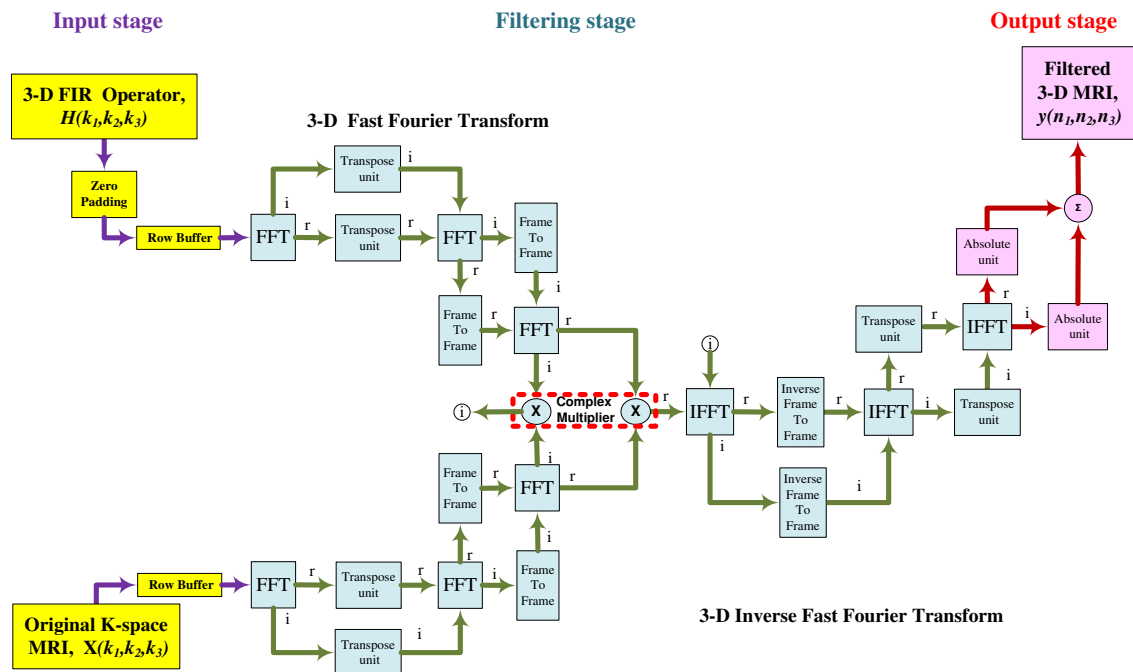 Input stage
Filtering stage
Output stage
3-D FIR Operator,
H(k1,k2,k3)
Filtered
3-D MRI,
y(n1,n2,n3)
3-D Fast Fourier Transform
Zero
Padding
Row Buffer
FFT
i
r
Transpose
unit
i
Transpose
unit
r
FFT
i
r
Frame
To
Frame
i
Frame
To
Frame
r
FFT
r
i
Σ
Absolute
unit
r
IFFT
i
Absolute
unit
Transpose
unit
r
i
i
X
Complex
Multiplier
X
r
i
IFFT
r
i
Inverse
Frame
To
Frame
r
IFFT
r
i
Transpose
unit
Inverse
Frame
To
Frame
i
Frame
To
Frame
r
i
FFT
r
i
Row Buffer
FFT
r
i
Transpose
unit
r
FFT
r
i
Frame
To
Frame
Transpose
unit
i
Original K-space
MRI, X(k1,k2,k3)
3-D Inverse Fast Fourier Transform